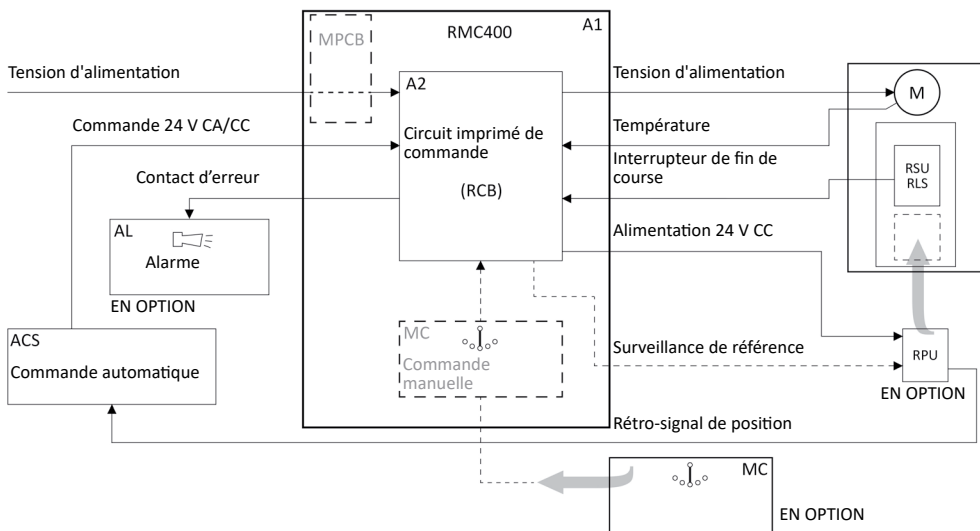 MPCB
RMC400
A1
Tension d'alimentation
A2
Tension d'alimentation
M
Commande 24 V CA/CC
Circuit imprimé de
commande
(RCB)
Température
Interrupteur de fin de
course
RSU
RLS
Contact d’erreur
AL
Alarme
EN OPTION
Alimentation 24 V CC
ACS
Commande automatique
MC
Commande
manuelle
Surveillance de référence
RPU
EN OPTION
Rétro-signal de position
MC
EN OPTION